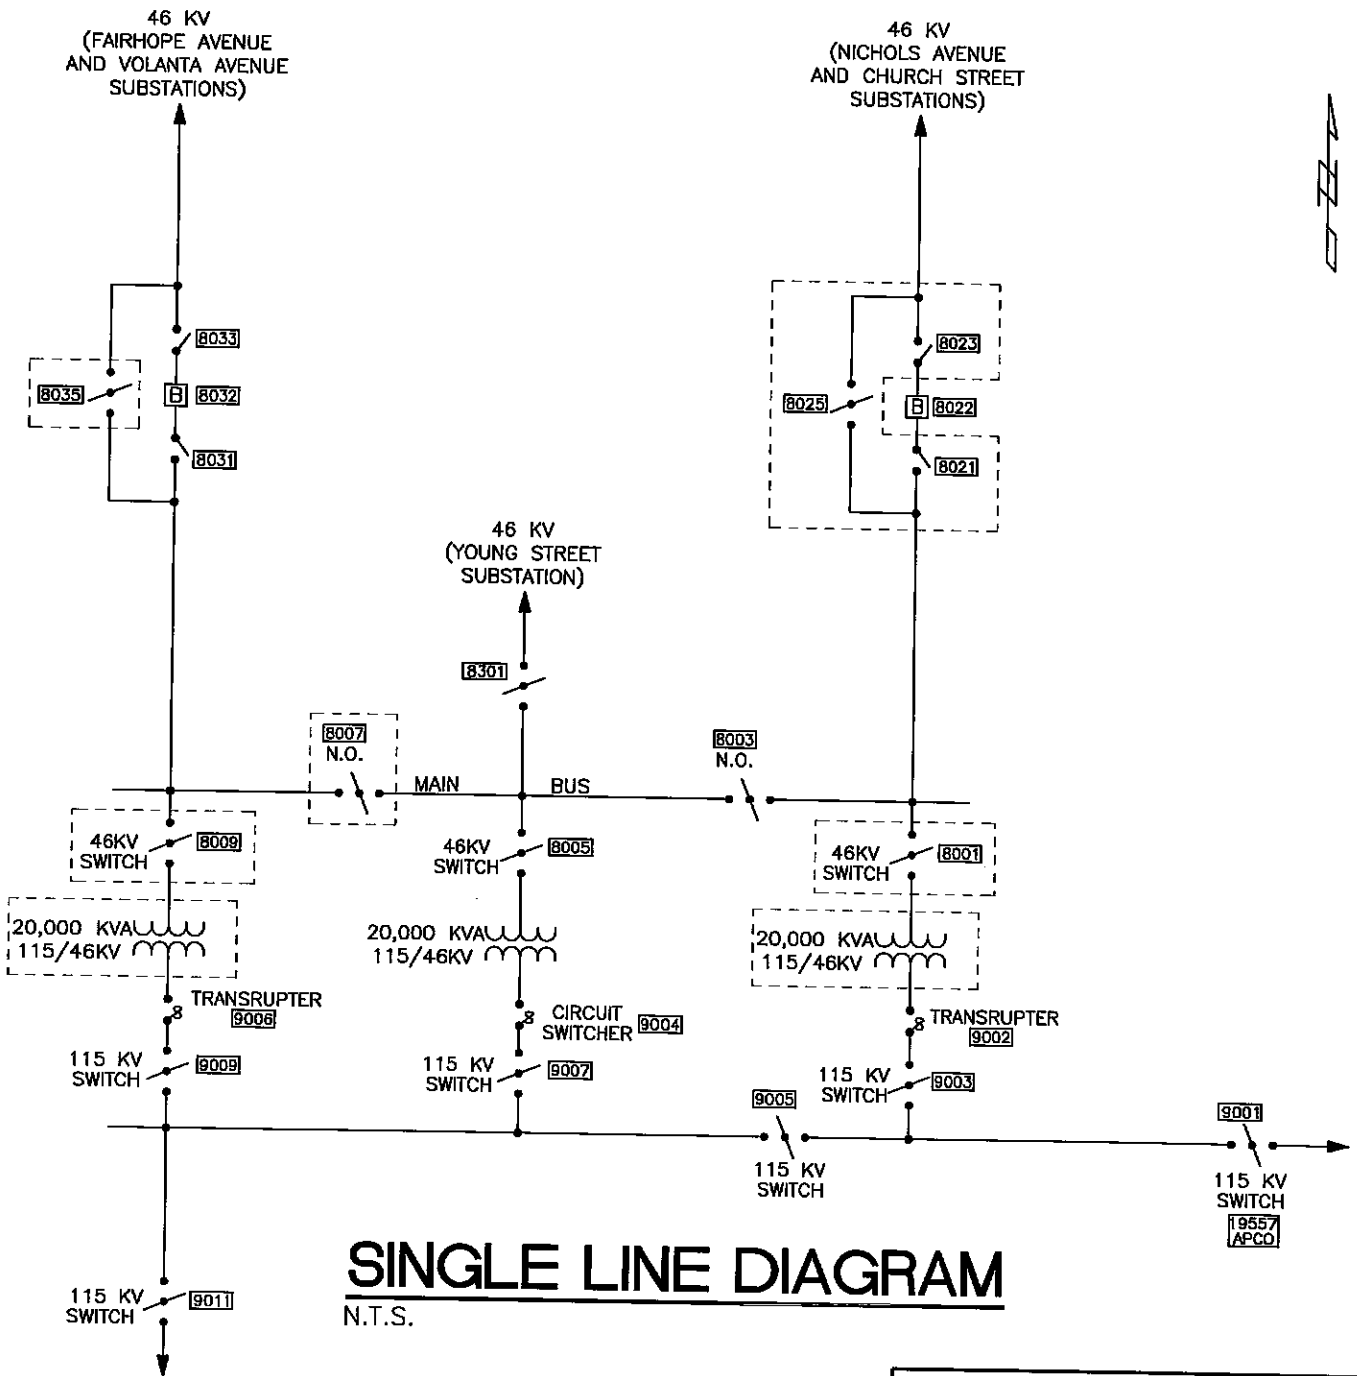 46 KV
(FAIRHOPE AVENUE
AND VOLANTA AVENUE
SUBSTATIONS)
46 KV
(NICHOLS AVENUE
AND CHURCH STREET
SUBSTATIONS)
8033
8035
B 8032
8031
8023
8025
B 8022
8021
46 KV
(YOUNG STREET
SUBSTATION)
8301
8007
N.O.
MAIN BUS
8003
N.O.
46KV
SWITCH
8009
46KV
SWITCH
8005
46KV
SWITCH
8001
20,000 KVA
115/46KV
20,000 KVA
115/46KV
20,000 KVA
115/46KV
TRANSRUPTER
9006
CIRCUIT
SWITCHER 9004
TRANSRUPTER
9002
115 KV
SWITCH
9009
115 KV
SWITCH
9007
115 KV
SWITCH
9003
9005
115 KV
SWITCH
9001
115 KV
SWITCH
19557
APCO
115 KV
SWITCH
9011
SINGLE LINE DIAGRAM
N.T.S.